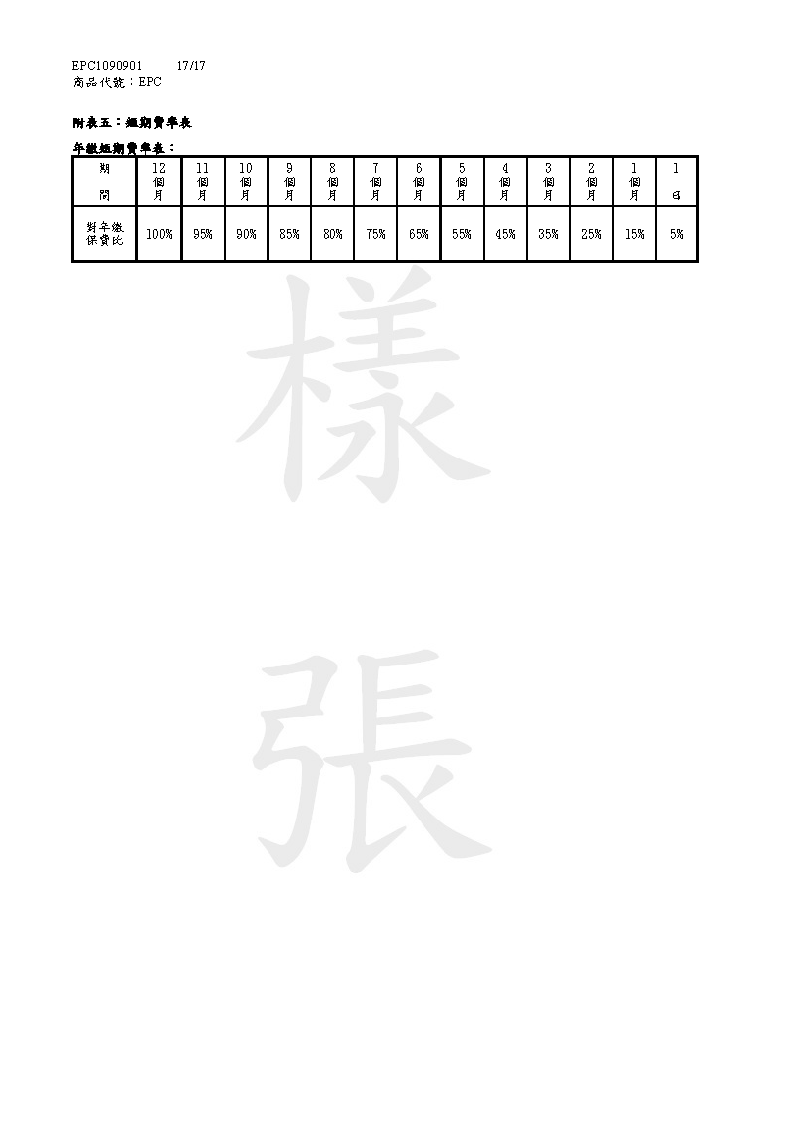 EPC1090901 17/17
商品代號：EPC
附表五：短期費率表
年繳短期費率表：
期間 12個月 11個月 10個月 9個月 8個月 7個月 6個月 5個月 4個月 3個月 2個月 1個月 1日
對年繳保費比 100% 95% 90% 85% 80% 75% 65% 55% 45% 35% 25% 15% 5%
樣
張